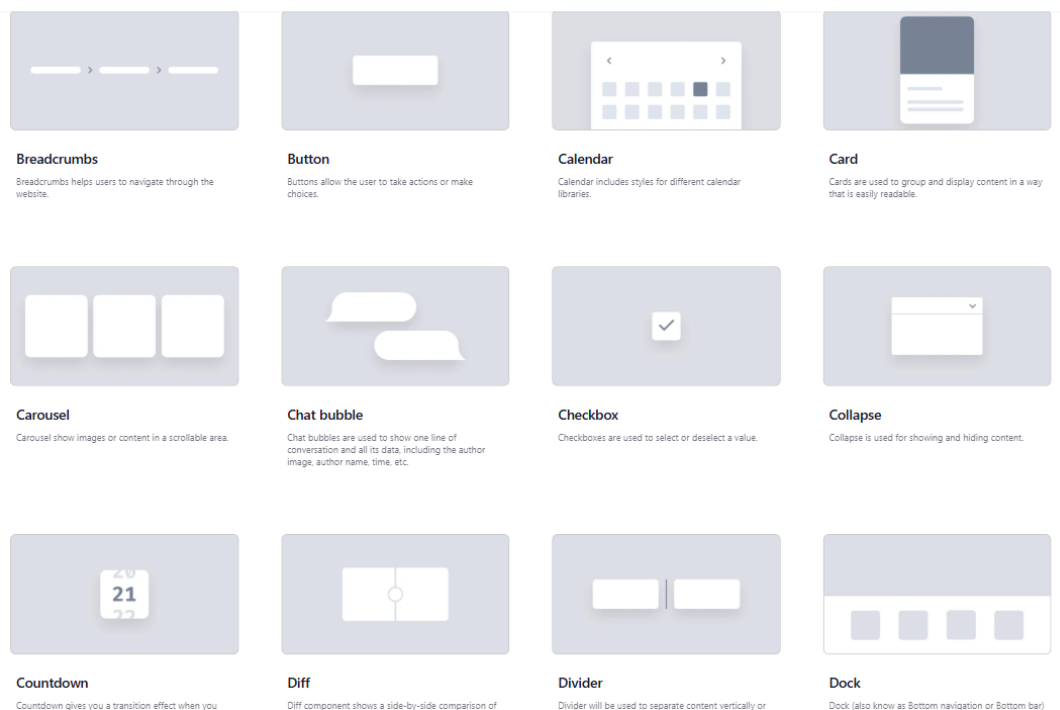 Breadcrumbs
Breadcrumbs helps users to navigate through the
website.
Button
Buttons allow the user to take actions or make
choices.
Calendar
Calendar includes styles for different calendar
libraries.
Card
Cards are used to group and display content in a way
that is easily readable.
Carousel
Carousel show images or content in a scrollable area.
Chat bubble
Chat bubbles are used to show one line of
conversation and all its data, including the author
image, author name, time, etc.
Checkbox
Checkboxes are used to select or deselect a value.
Collapse
Collapse is used for showing and hiding content.
20
21
22
Countdown
Countdown gives you a transition effect when you
Diff
Diff component shows a side-by-side comparison of
Divider
Divider will be used to separate content vertically or
Dock
Dock (also know as Bottom navigation or Bottom bar)